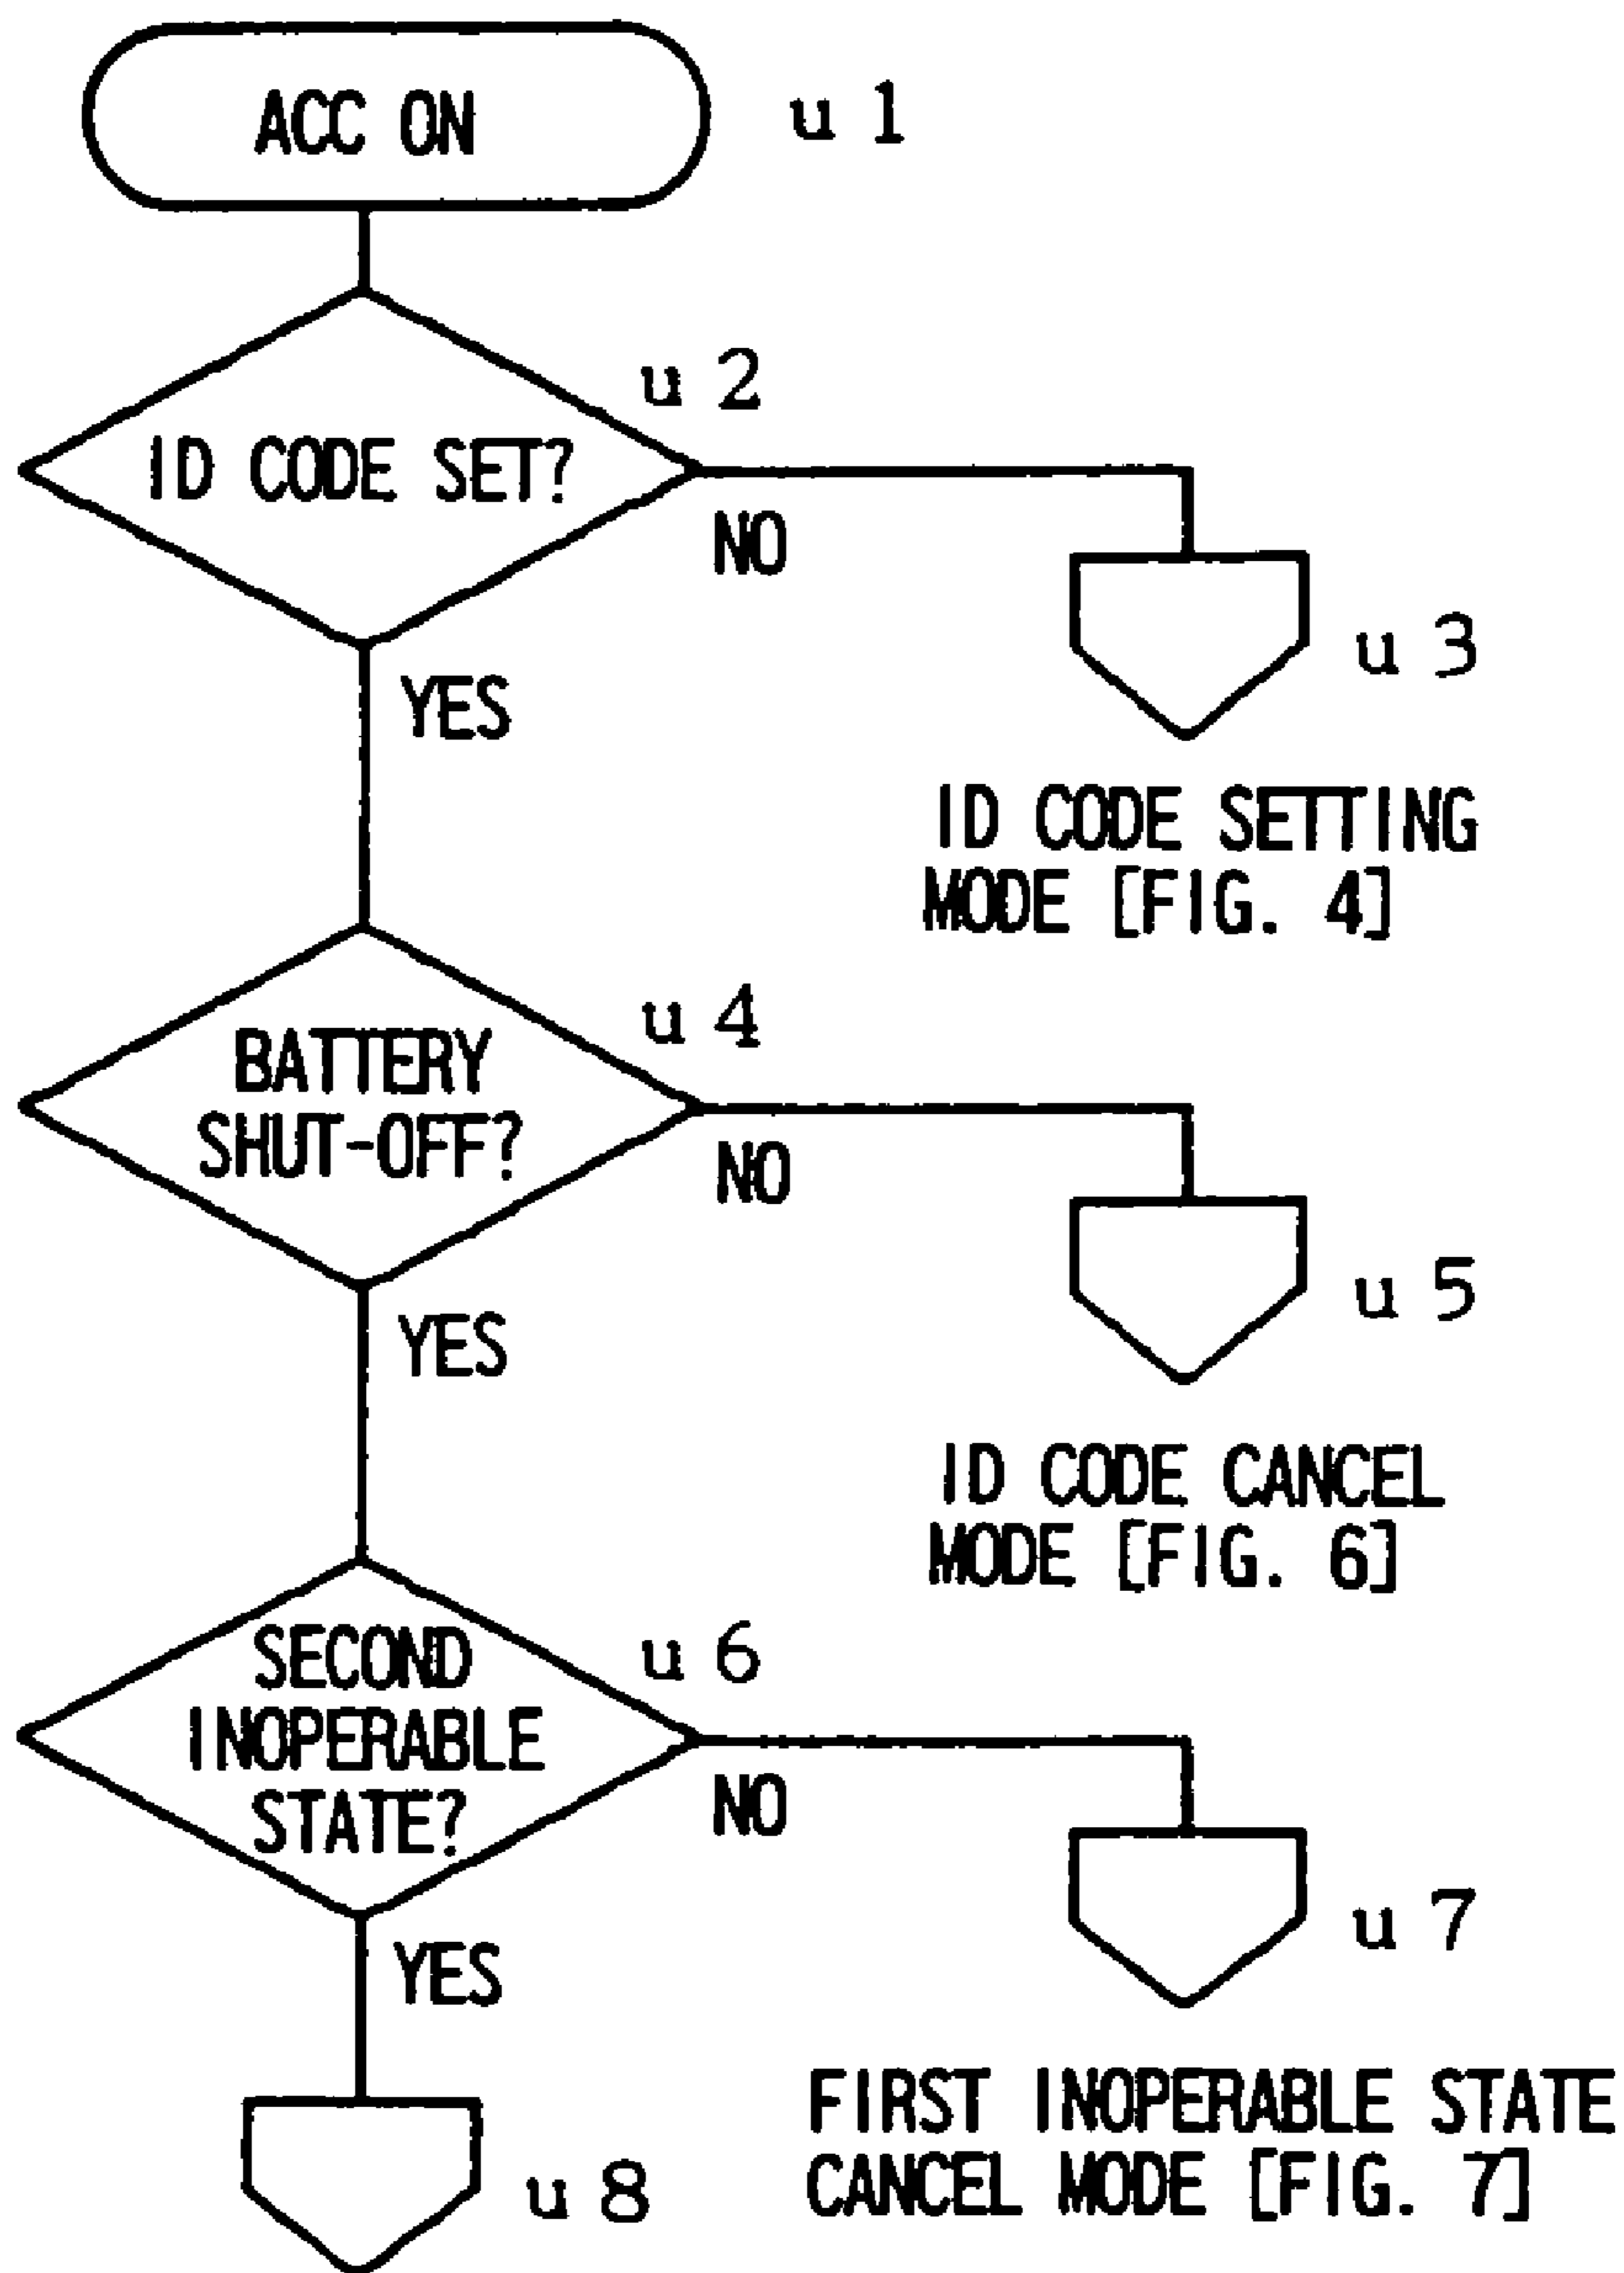 ACC ON
u 1
u 2
ID CODE SET?
NO
u 3
YES
ID CODE SETTING
MODE [FIG. 4]
u 4
BATTERY
SHUT-OFF?
NO
u 5
YES
ID CODE CANCEL
MODE [FIG. 6]
u 6
SECOND
INOPERABLE
STATE?
NO
u 7
YES
FIRST INOPERABLE STATE
CANCEL MODE [FIG. 7]
u 8